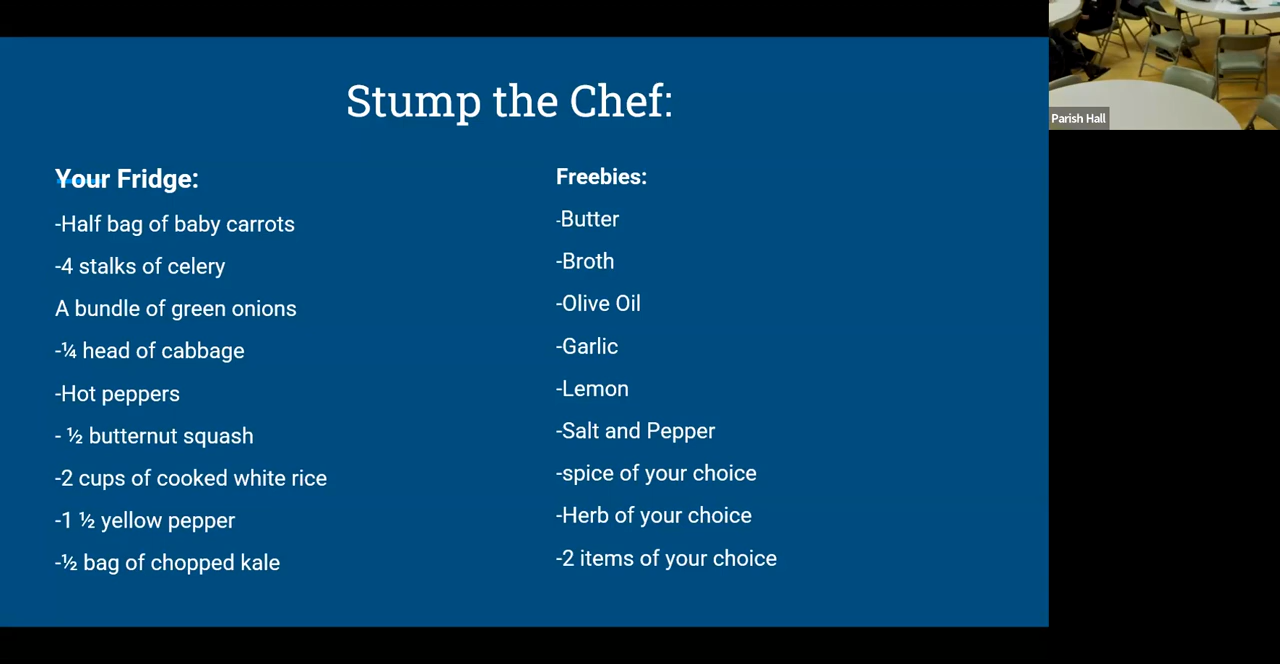 Stump the Chef:
Your Fridge:
-Half bag of baby carrots
-4 stalks of celery
A bundle of green onions
-¼ head of cabbage
-Hot peppers
- ½ butternut squash
-2 cups of cooked white rice
-1 ½ yellow pepper
-½ bag of chopped kale
Freebies:
-Butter
-Broth
-Olive Oil
-Garlic
-Lemon
-Salt and Pepper
-spice of your choice
-Herb of your choice
-2 items of your choice
Parish Hall